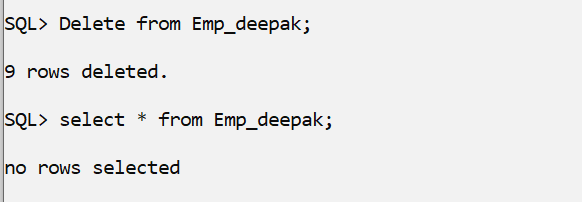 SQL> Delete from Emp_deepak;
9 rows deleted.
SQL> select * from Emp_deepak;
no rows selected